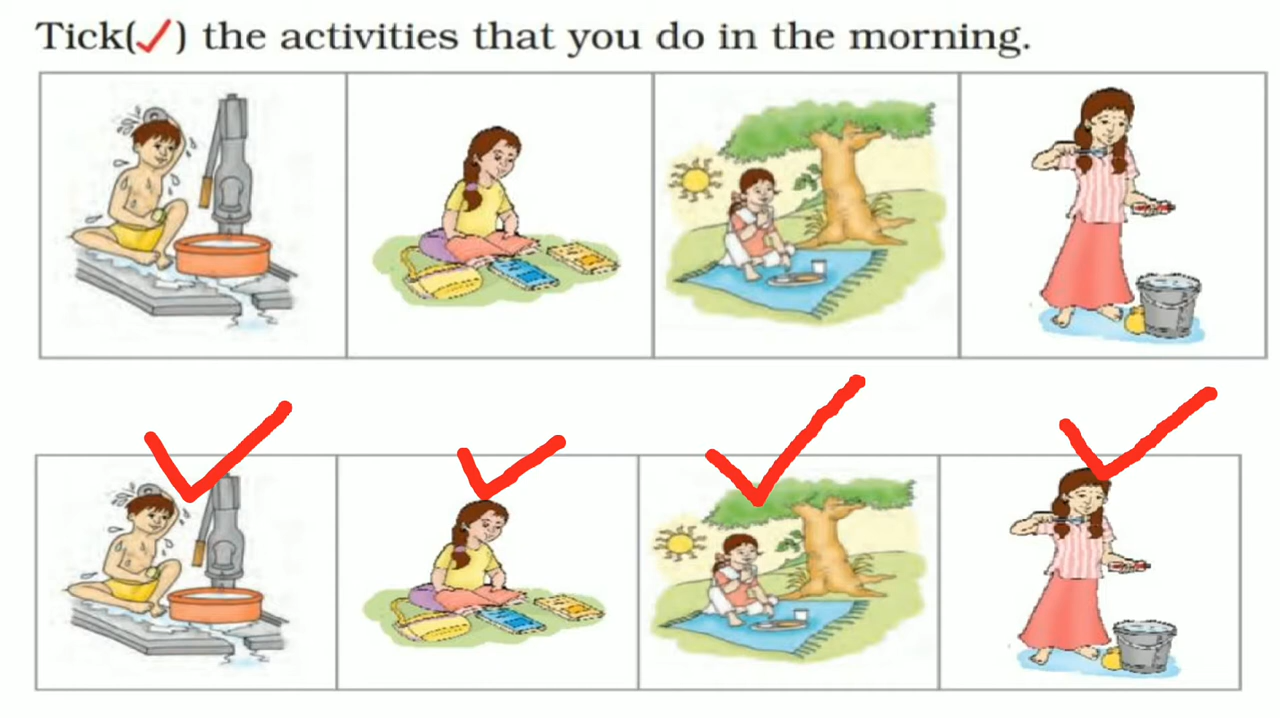 Tick(✓) the activities that you do in the morning.